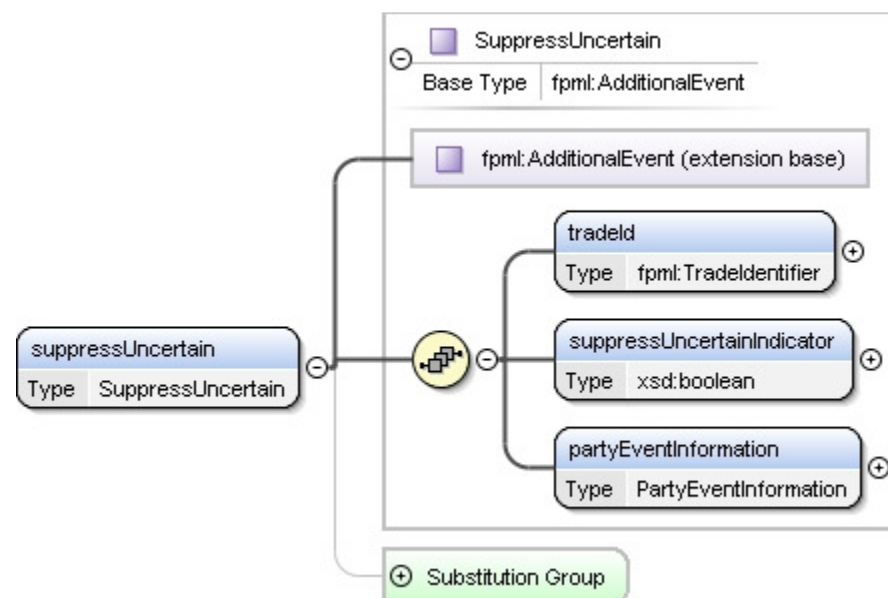 SuppressUncertain
Base Type fpml:AdditionalEvent
fpml:AdditionalEvent (extension base)
tradeId
Type fpml:TradeIdentifier
suppressUncertain
Type SuppressUncertain
suppressUncertainIndicator
Type xsd:boolean
partyEventInformation
Type PartyEventInformation
Substitution Group